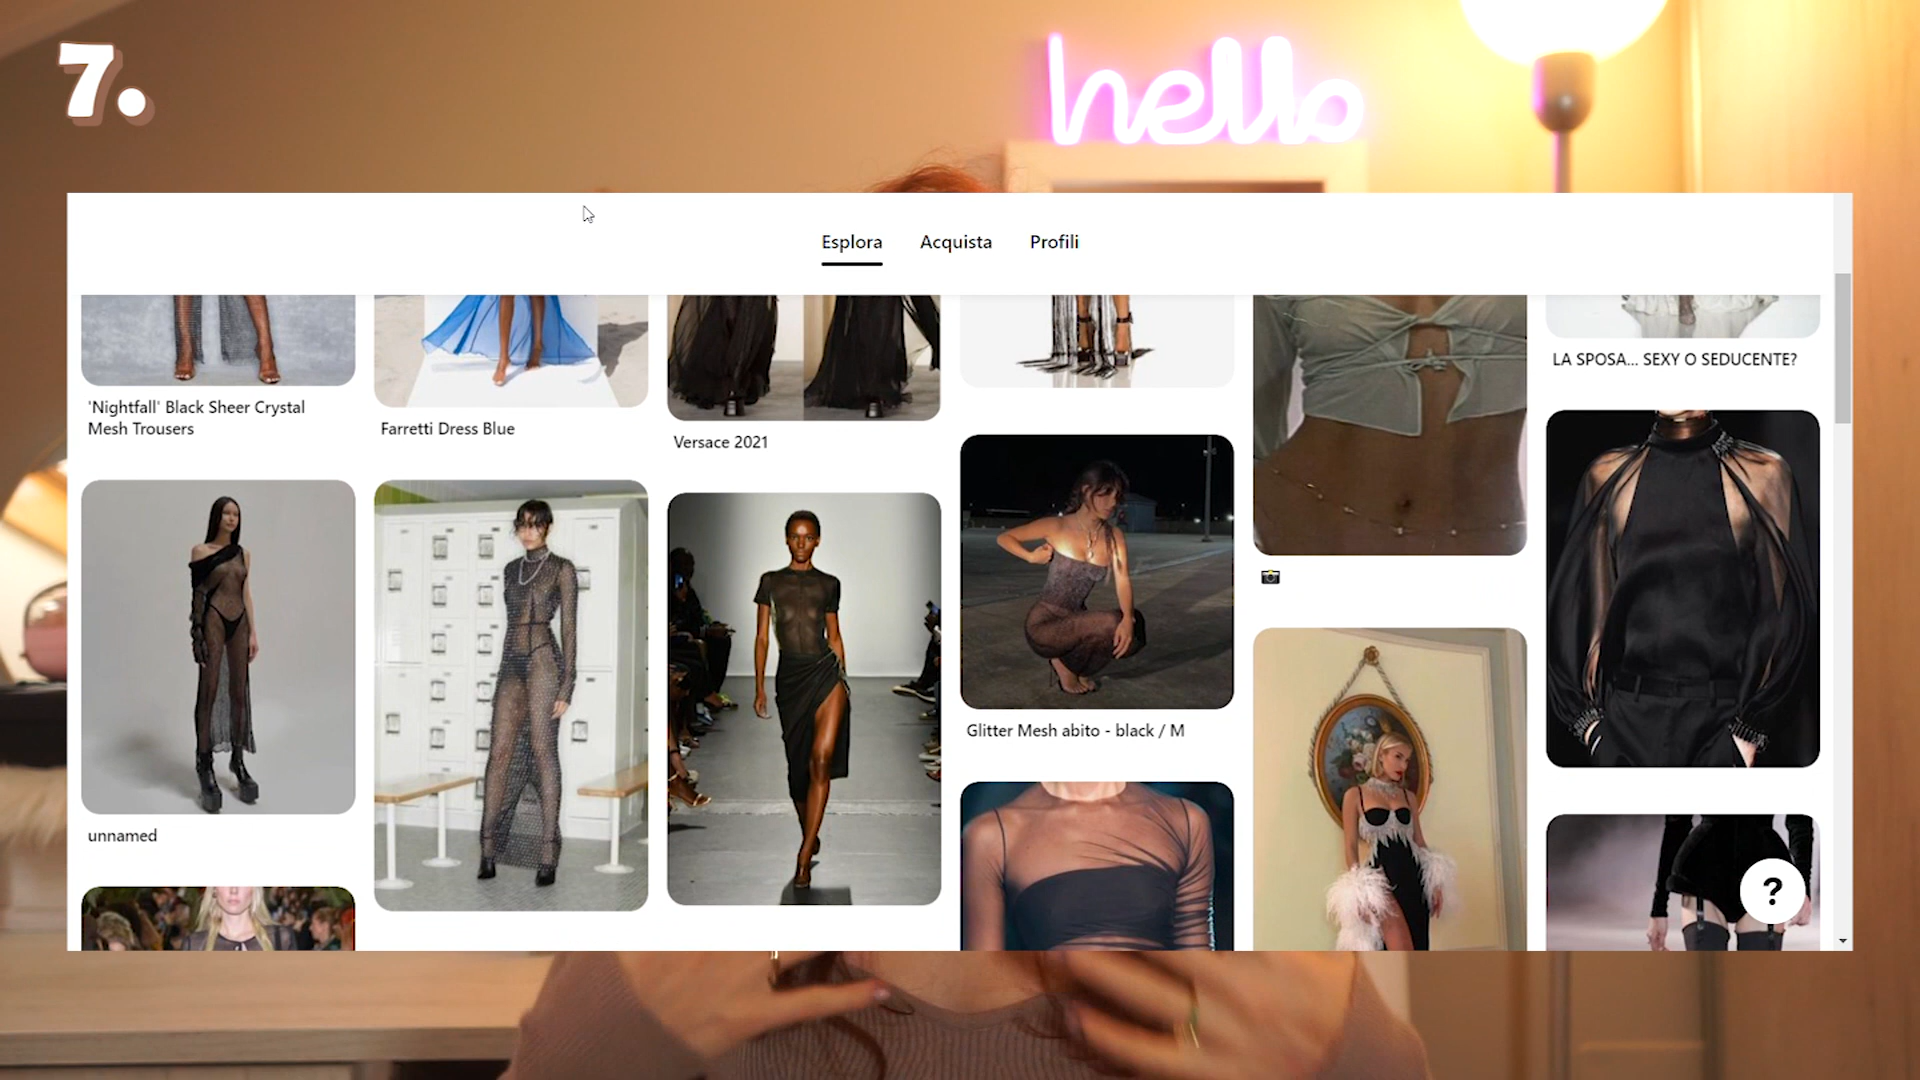 7.
hello
Esplora Acquista Profili
'Nightfall' Black Sheer Crystal
Mesh Trousers
Farretti Dress Blue
Versace 2021
LA SPOSA... SEXY O SEDUCENTE?
unnamed
Glitter Mesh abito - black / M
?